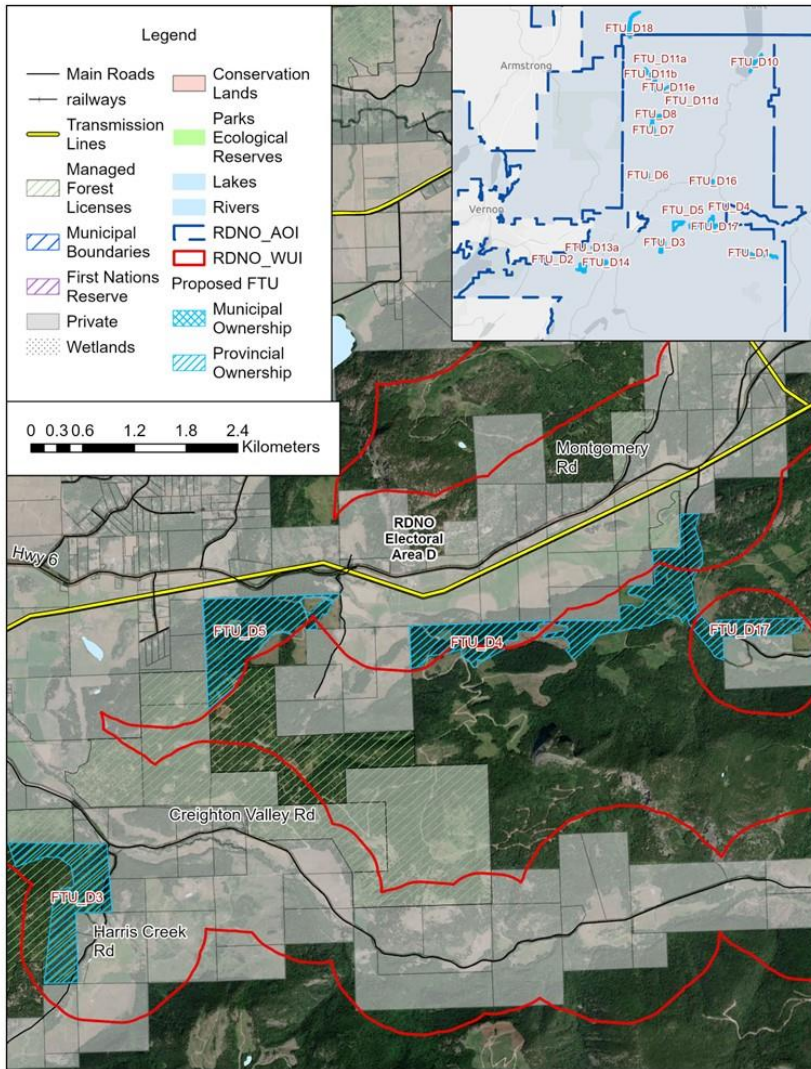 Legend
Main Roads
railways
Transmission
Lines
Managed
Forest
Licenses
Municipal
Boundaries
First Nations
Reserve
Private
Wetlands
Conservation
Lands
Parks
Ecological
Reserves
Lakes
Rivers
RDNO_AOI
RDNO_WUI
Proposed FTU
Municipal
Ownership
Provincial
Ownership
0 0.3 0.6 1.2 1.8 2.4
Kilometers
FTU_D18
Armstrong
FTU_D11a
FTU_D10
FTU_D11b
FTU_D11e
FTU_D11d
FTU_D8
FTU_D7
FTU_D6
FTU_D16
Vernon
FTU_D5
FTU_D4
FTU_D17
FTU_D13a
FTU_D3
FTU_D2
FTU_D14
FTU_D1
Montgomery
Rd
RDNO
Electoral
Area D
Hwy 6
FTU_D5
FTU_D4
FTU_D17
Creighton Valley Rd
FTU_D3
Harris Creek
Rd